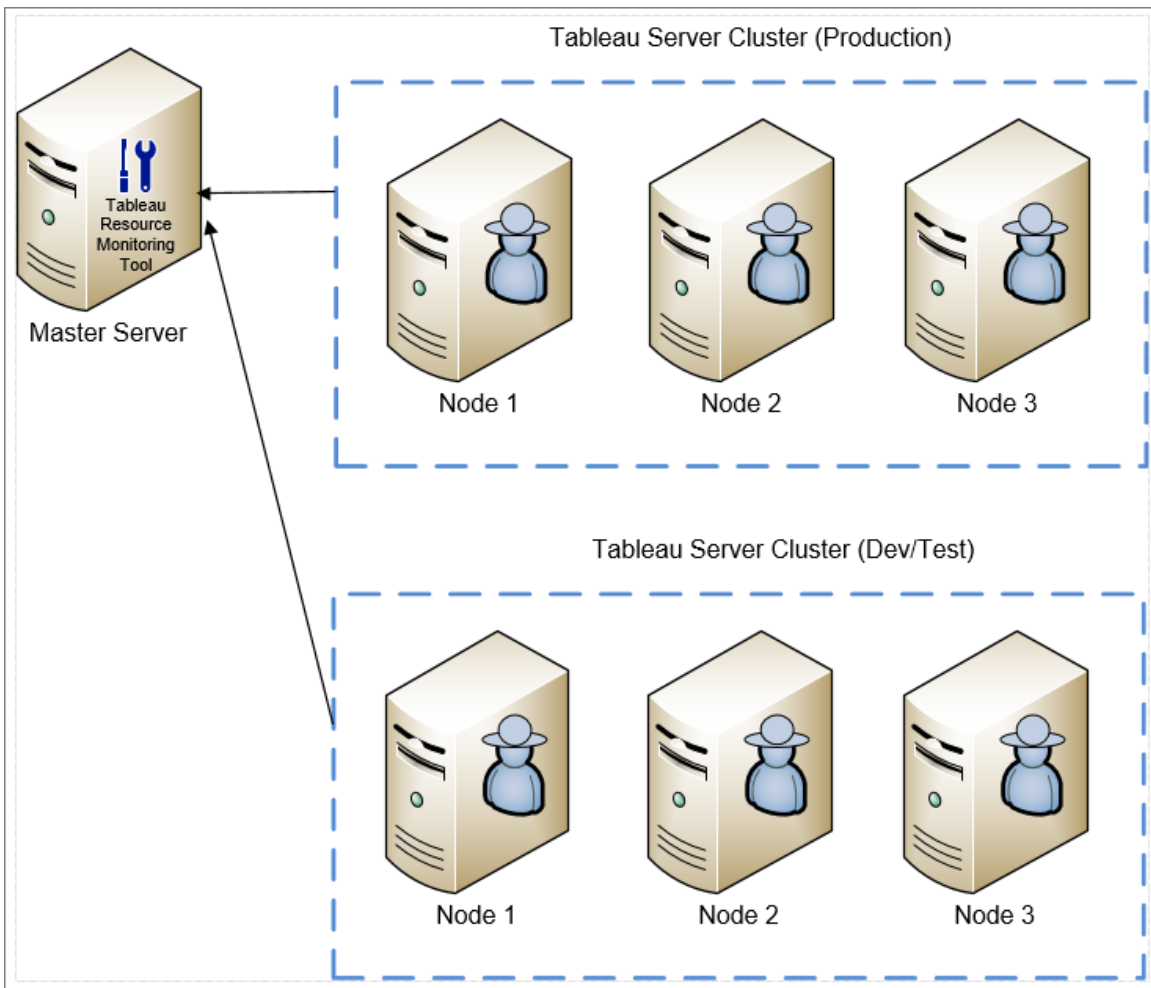 Tableau Server Cluster (Production)
Tableau
Resource
Monitoring
Tool
Master Server
Node 1
Node 2
Node 3
Tableau Server Cluster (Dev/Test)
Node 1
Node 2
Node 3